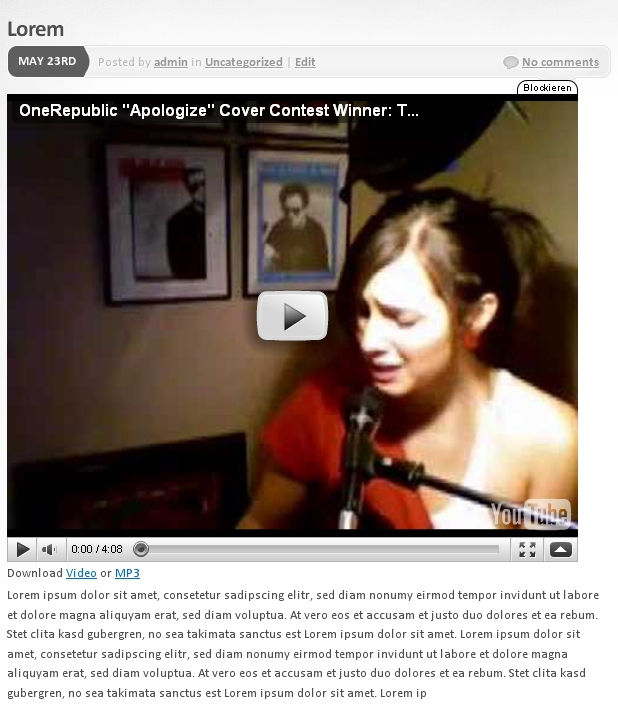 Lorem
MAY 23RD Posted by admin in Uncategorized | Edit No comments
Blockieren
OneRepublic "Apologize" Cover Contest Winner: T...
YouTube
0:00 / 4:08
Download Video or MP3
Lorem ipsum dolor sit amet, consetetur sadipscing elitr, sed diam nonumy eirmod tempor invidunt ut labore
et dolore magna aliquyam erat, sed diam voluptua. At vero eos et accusam et justo duo dolores et ea rebum.
Stet clita kasd gubergren, no sea takimata sanctus est Lorem ipsum dolor sit amet. Lorem ipsum dolor sit
amet, consetetur sadipscing elitr, sed diam nonumy eirmod tempor invidunt ut labore et dolore magna
aliquyam erat, sed diam voluptua. At vero eos et accusam et justo duo dolores et ea rebum. Stet clita kasd
gubergren, no sea takimata sanctus est Lorem ipsum dolor sit amet. Lorem ip